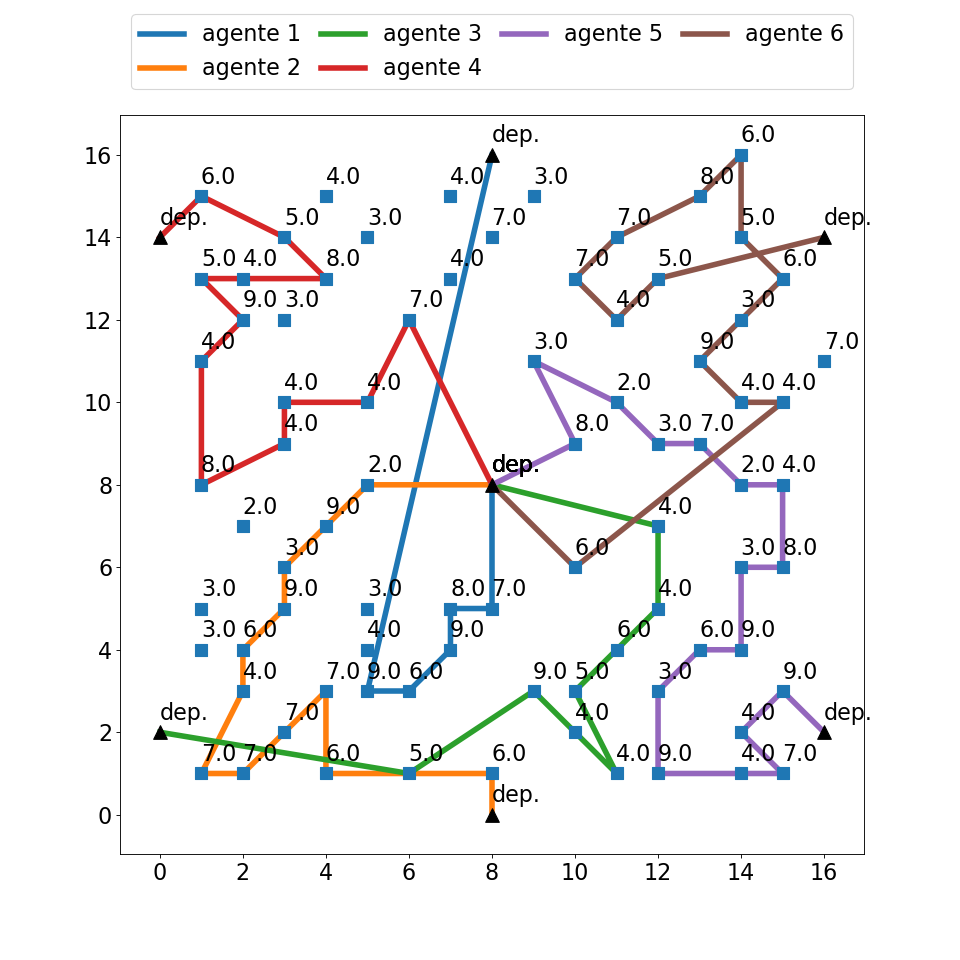 agente 1 agente 3 agente 5 agente 6
agente 2 agente 4
dep. 6.0
16
6.0 4.0 4.0 3.0 8.0
dep. 5.0 3.0 7.0 7.0 5.0 dep.
14
5.0 4.0 8.0 4.0 7.0 5.0 6.0
9.0 3.0 7.0 4.0 3.0
12
4.0 3.0 9.0 7.0
4.0 4.0 2.0 4.0 4.0
10
4.0 8.0 3.0 7.0
8.0 2.0 dep. 2.0 4.0
8
2.0 9.0 4.0
3.0 6.0 3.0 8.0
6
3.0 9.0 3.0 8.0 7.0 4.0
3.0 6.0 4.0 9.0 6.0 6.0 9.0
4
4.0 7.0 9.0 6.0 9.0 5.0 3.0 9.0
dep. 7.0 4.0 4.0 dep.
2
7.0 7.0 6.0 5.0 6.0 4.0 9.0 4.0 7.0
dep.
0
0 2 4 6 8 10 12 14 16